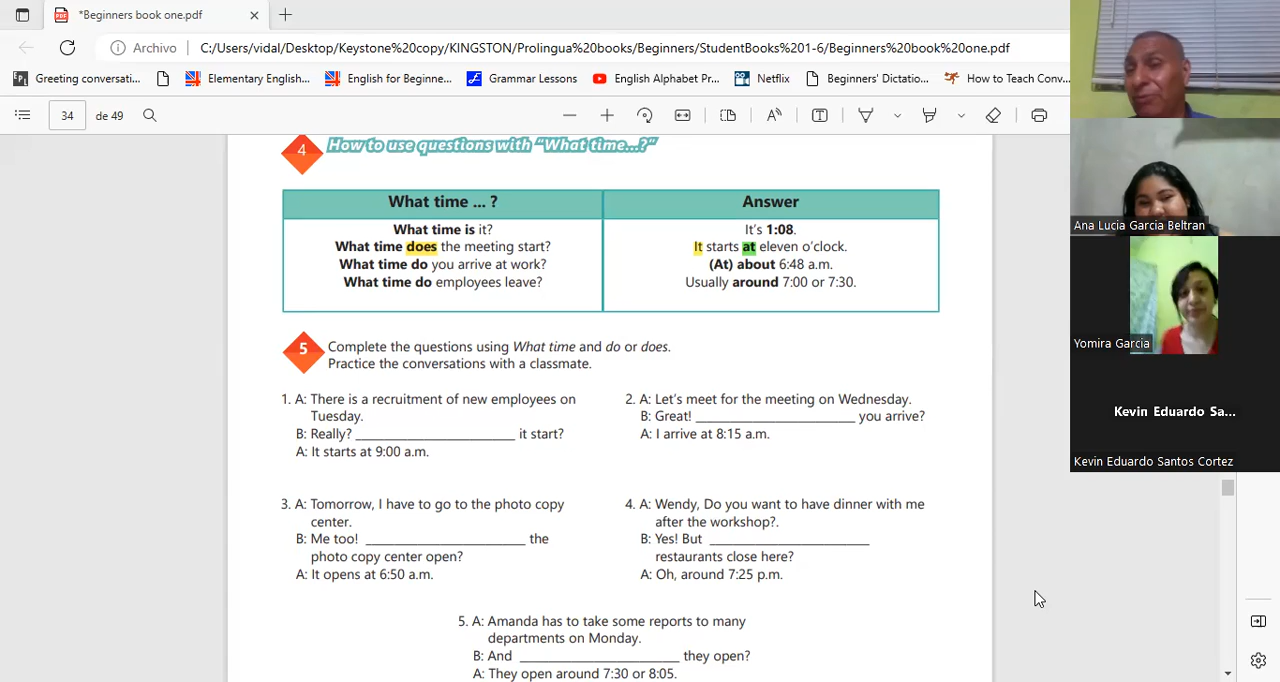 *Beginners book one.pdf
Archivo
C:/Users/vidal/Desktop/Keystone%20copy/KINGSTON/Prolingua%20books/Beginners/StudentBooks%201-6/Beginners%20book%20one.pdf
Greeting conversati...
Elementary English...
English for Beginne...
Grammar Lessons
English Alphabet Pr...
Netflix
Beginners' Dictatio...
How to Teach Conv...
34 de 49
4 How to use questions with "What time...?"
What time ... ? Answer
What time is it? It's 1:08.
What time does the meeting start? It starts at eleven o'clock.
What time do you arrive at work? (At) about 6:48 a.m.
What time do employees leave? Usually around 7:00 or 7:30.
5 Complete the questions using What time and do or does.
Practice the conversations with a classmate.
1. A: There is a recruitment of new employees on
Tuesday.
B: Really? ______________________ it start?
A: It starts at 9:00 a.m.
2. A: Let's meet for the meeting on Wednesday.
B: Great! ______________________ you arrive?
A: I arrive at 8:15 a.m.
3. A: Tomorrow, I have to go to the photo copy
center.
B: Me too! ______________________ the
photo copy center open?
A: It opens at 6:50 a.m.
4. A: Wendy, Do you want to have dinner with me
after the workshop?.
B: Yes! But ______________________
restaurants close here?
A: Oh, around 7:25 p.m.
5. A: Amanda has to take some reports to many
departments on Monday.
B: And ______________________ they open?
A: They open around 7:30 or 8:05.
Ana Lucia Garcia Beltran
Yomira Garcia
Kevin Eduardo Sa...
Kevin Eduardo Santos Cortez